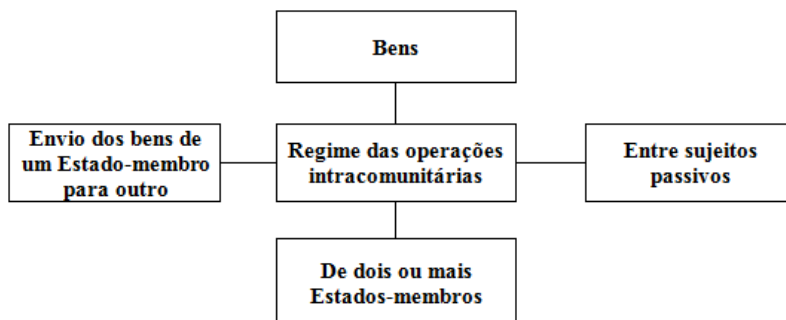 Bens
Envio dos bens de
um Estado-membro
para outro
Regime das operações
intracomunitárias
Entre sujeitos
passivos
De dois ou mais
Estados-membros